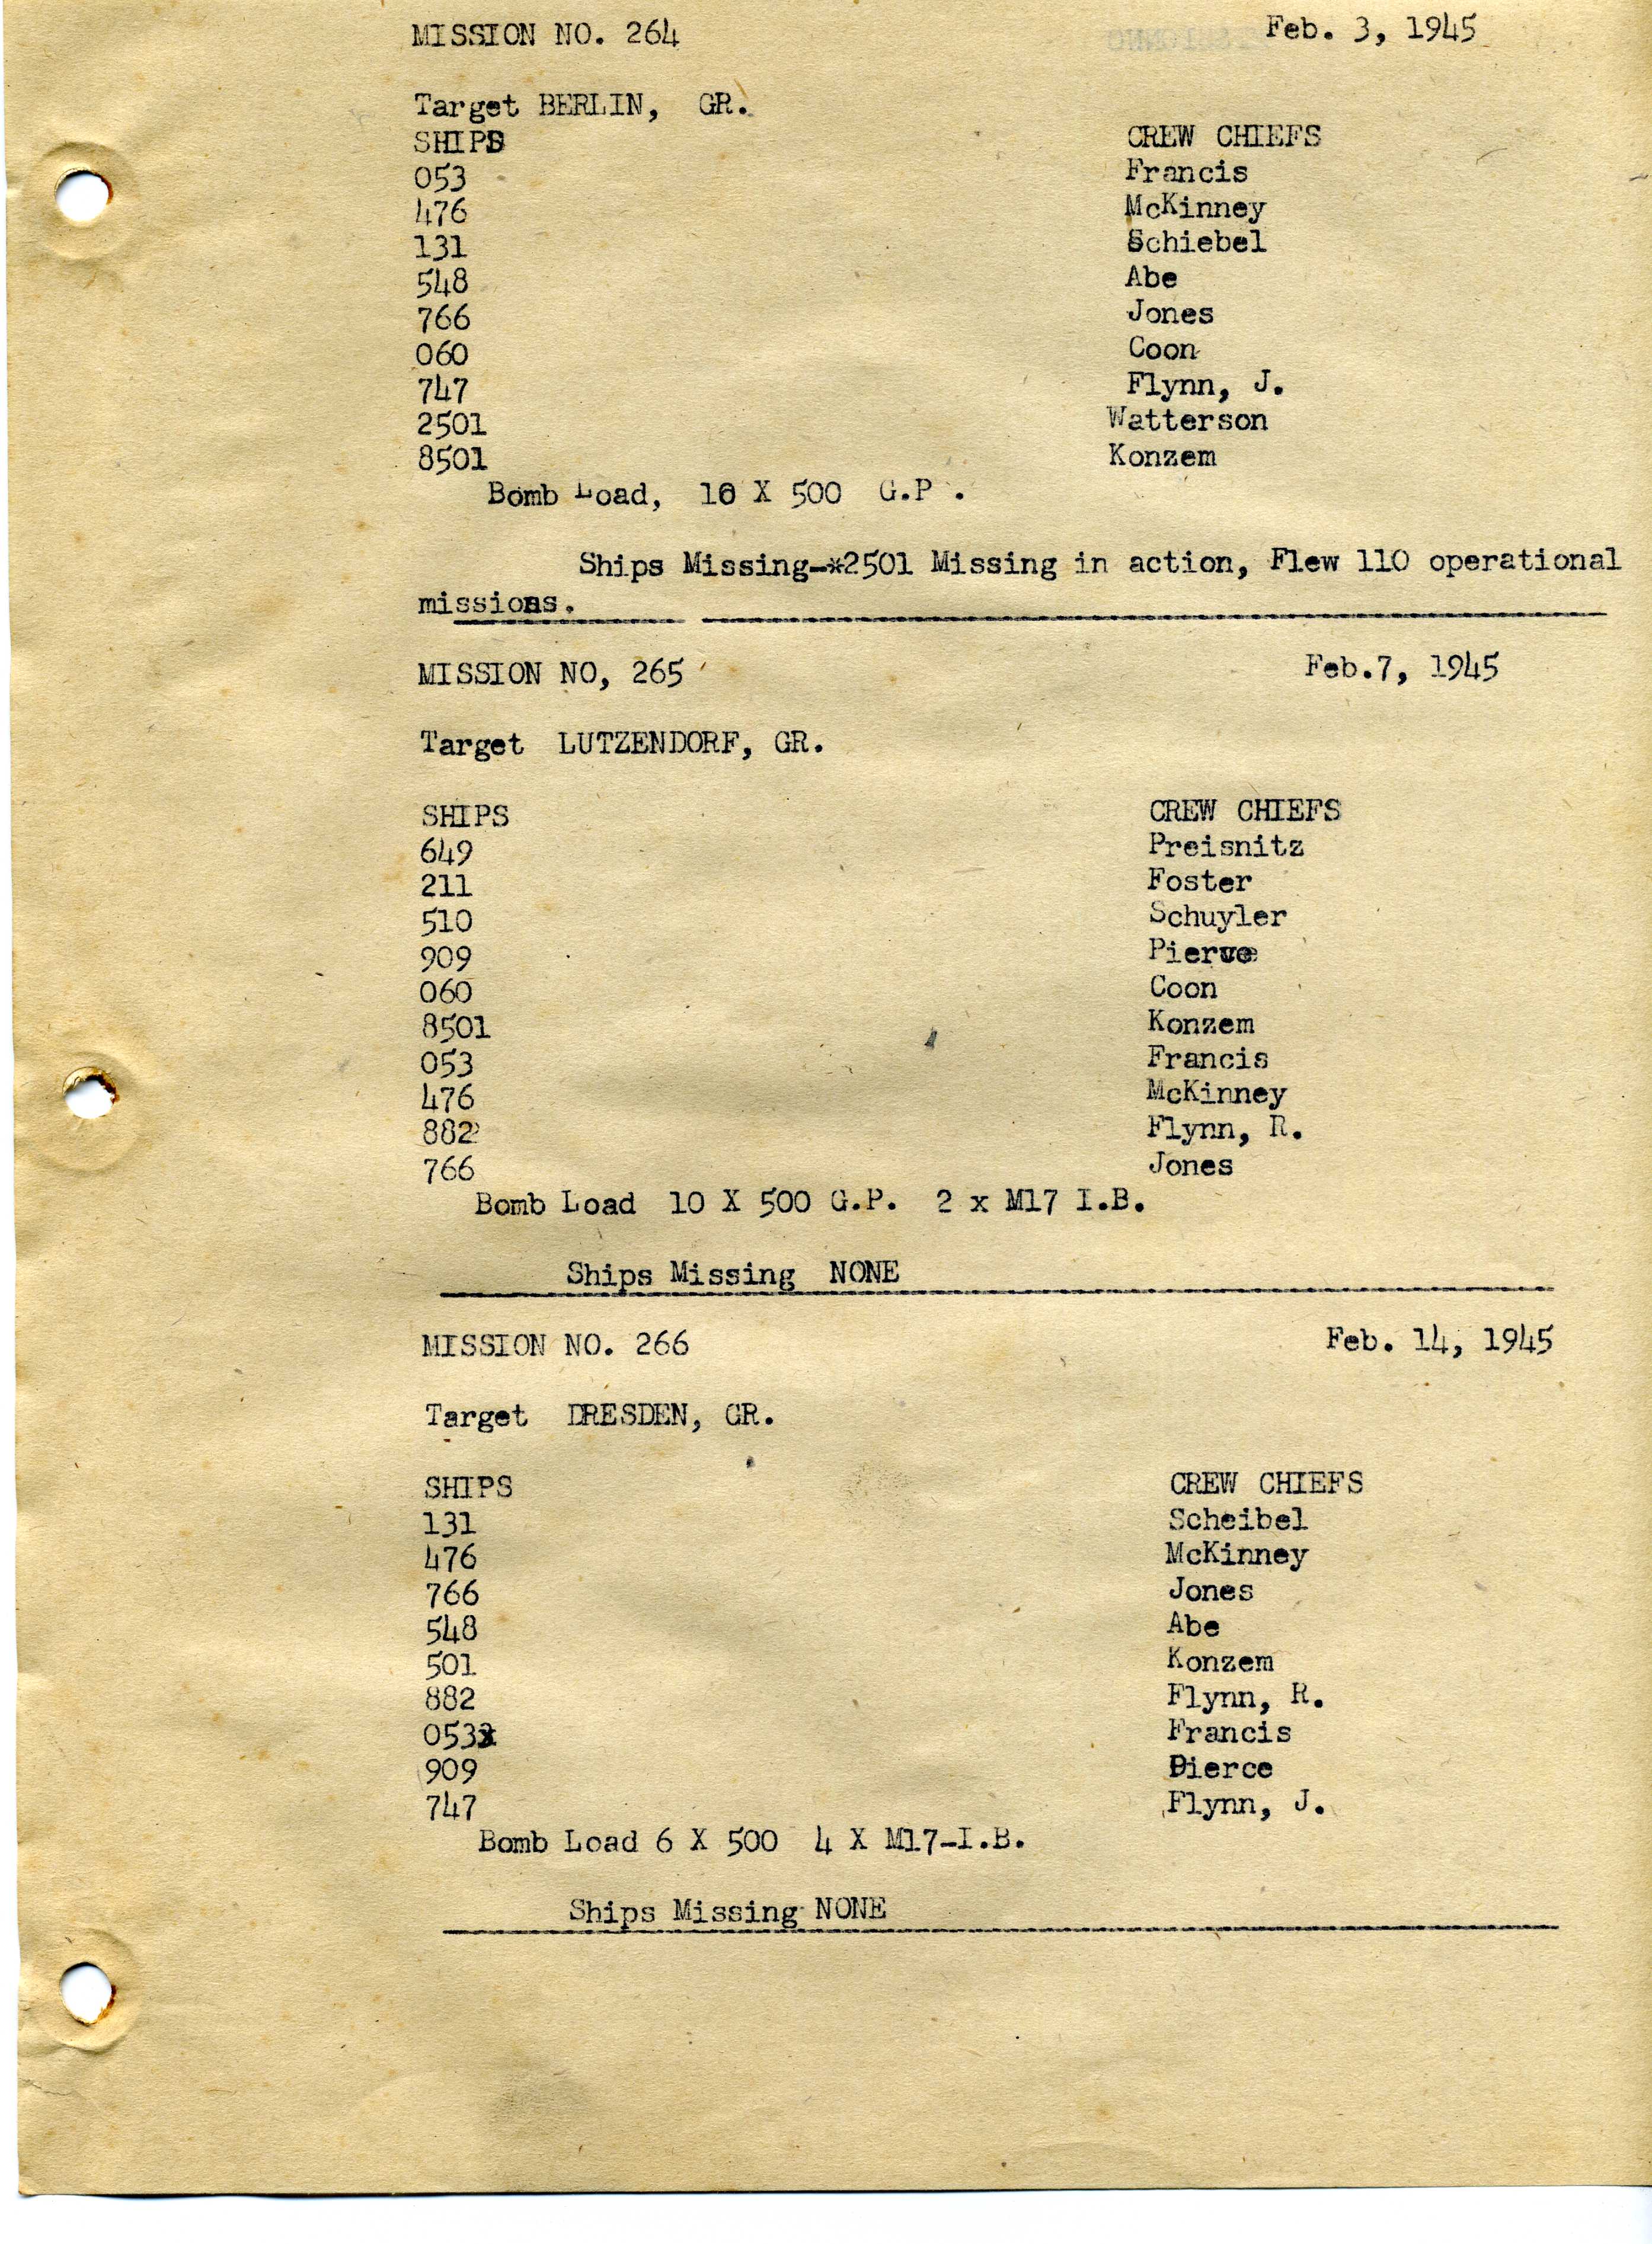 MISSION NO. 264 Feb. 3, 1945
Target BERLIN, GR.
SHIPS CREW CHIEFS
053 Francis
476 McKinney
131 Schiebel
548 Abe
766 Jones
060 Coon
747 Flynn, J.
2501 Watterson
8501 Konzem
Bomb Load, 10 X 500 G.P .
Ships Missing-*2501 Missing in action, Flew 110 operational
missions.
MISSION NO, 265 Feb.7, 1945
Target LUTZENDORF, GR.
SHIPS CREW CHIEFS
649 Preisnitz
211 Foster
510 Schuyler
909 Pierce
060 Coon
8501 Konzem
053 Francis
476 McKinney
882 Flynn, R.
766 Jones
Bomb Load 10 X 500 G.P. 2 x M17 I.B.
Ships Missing NONE
MISSION NO. 266 Feb. 14, 1945
Target DRESDEN, GR.
SHIPS CREW CHIEFS
131 Scheibel
476 McKinney
766 Jones
548 Abe
501 Konzem
882 Flynn, R.
053 Francis
909 Pierce
747 Flynn, J.
Bomb Load 6 X 500 4 X M17-I.B.
Ships Missing NONE